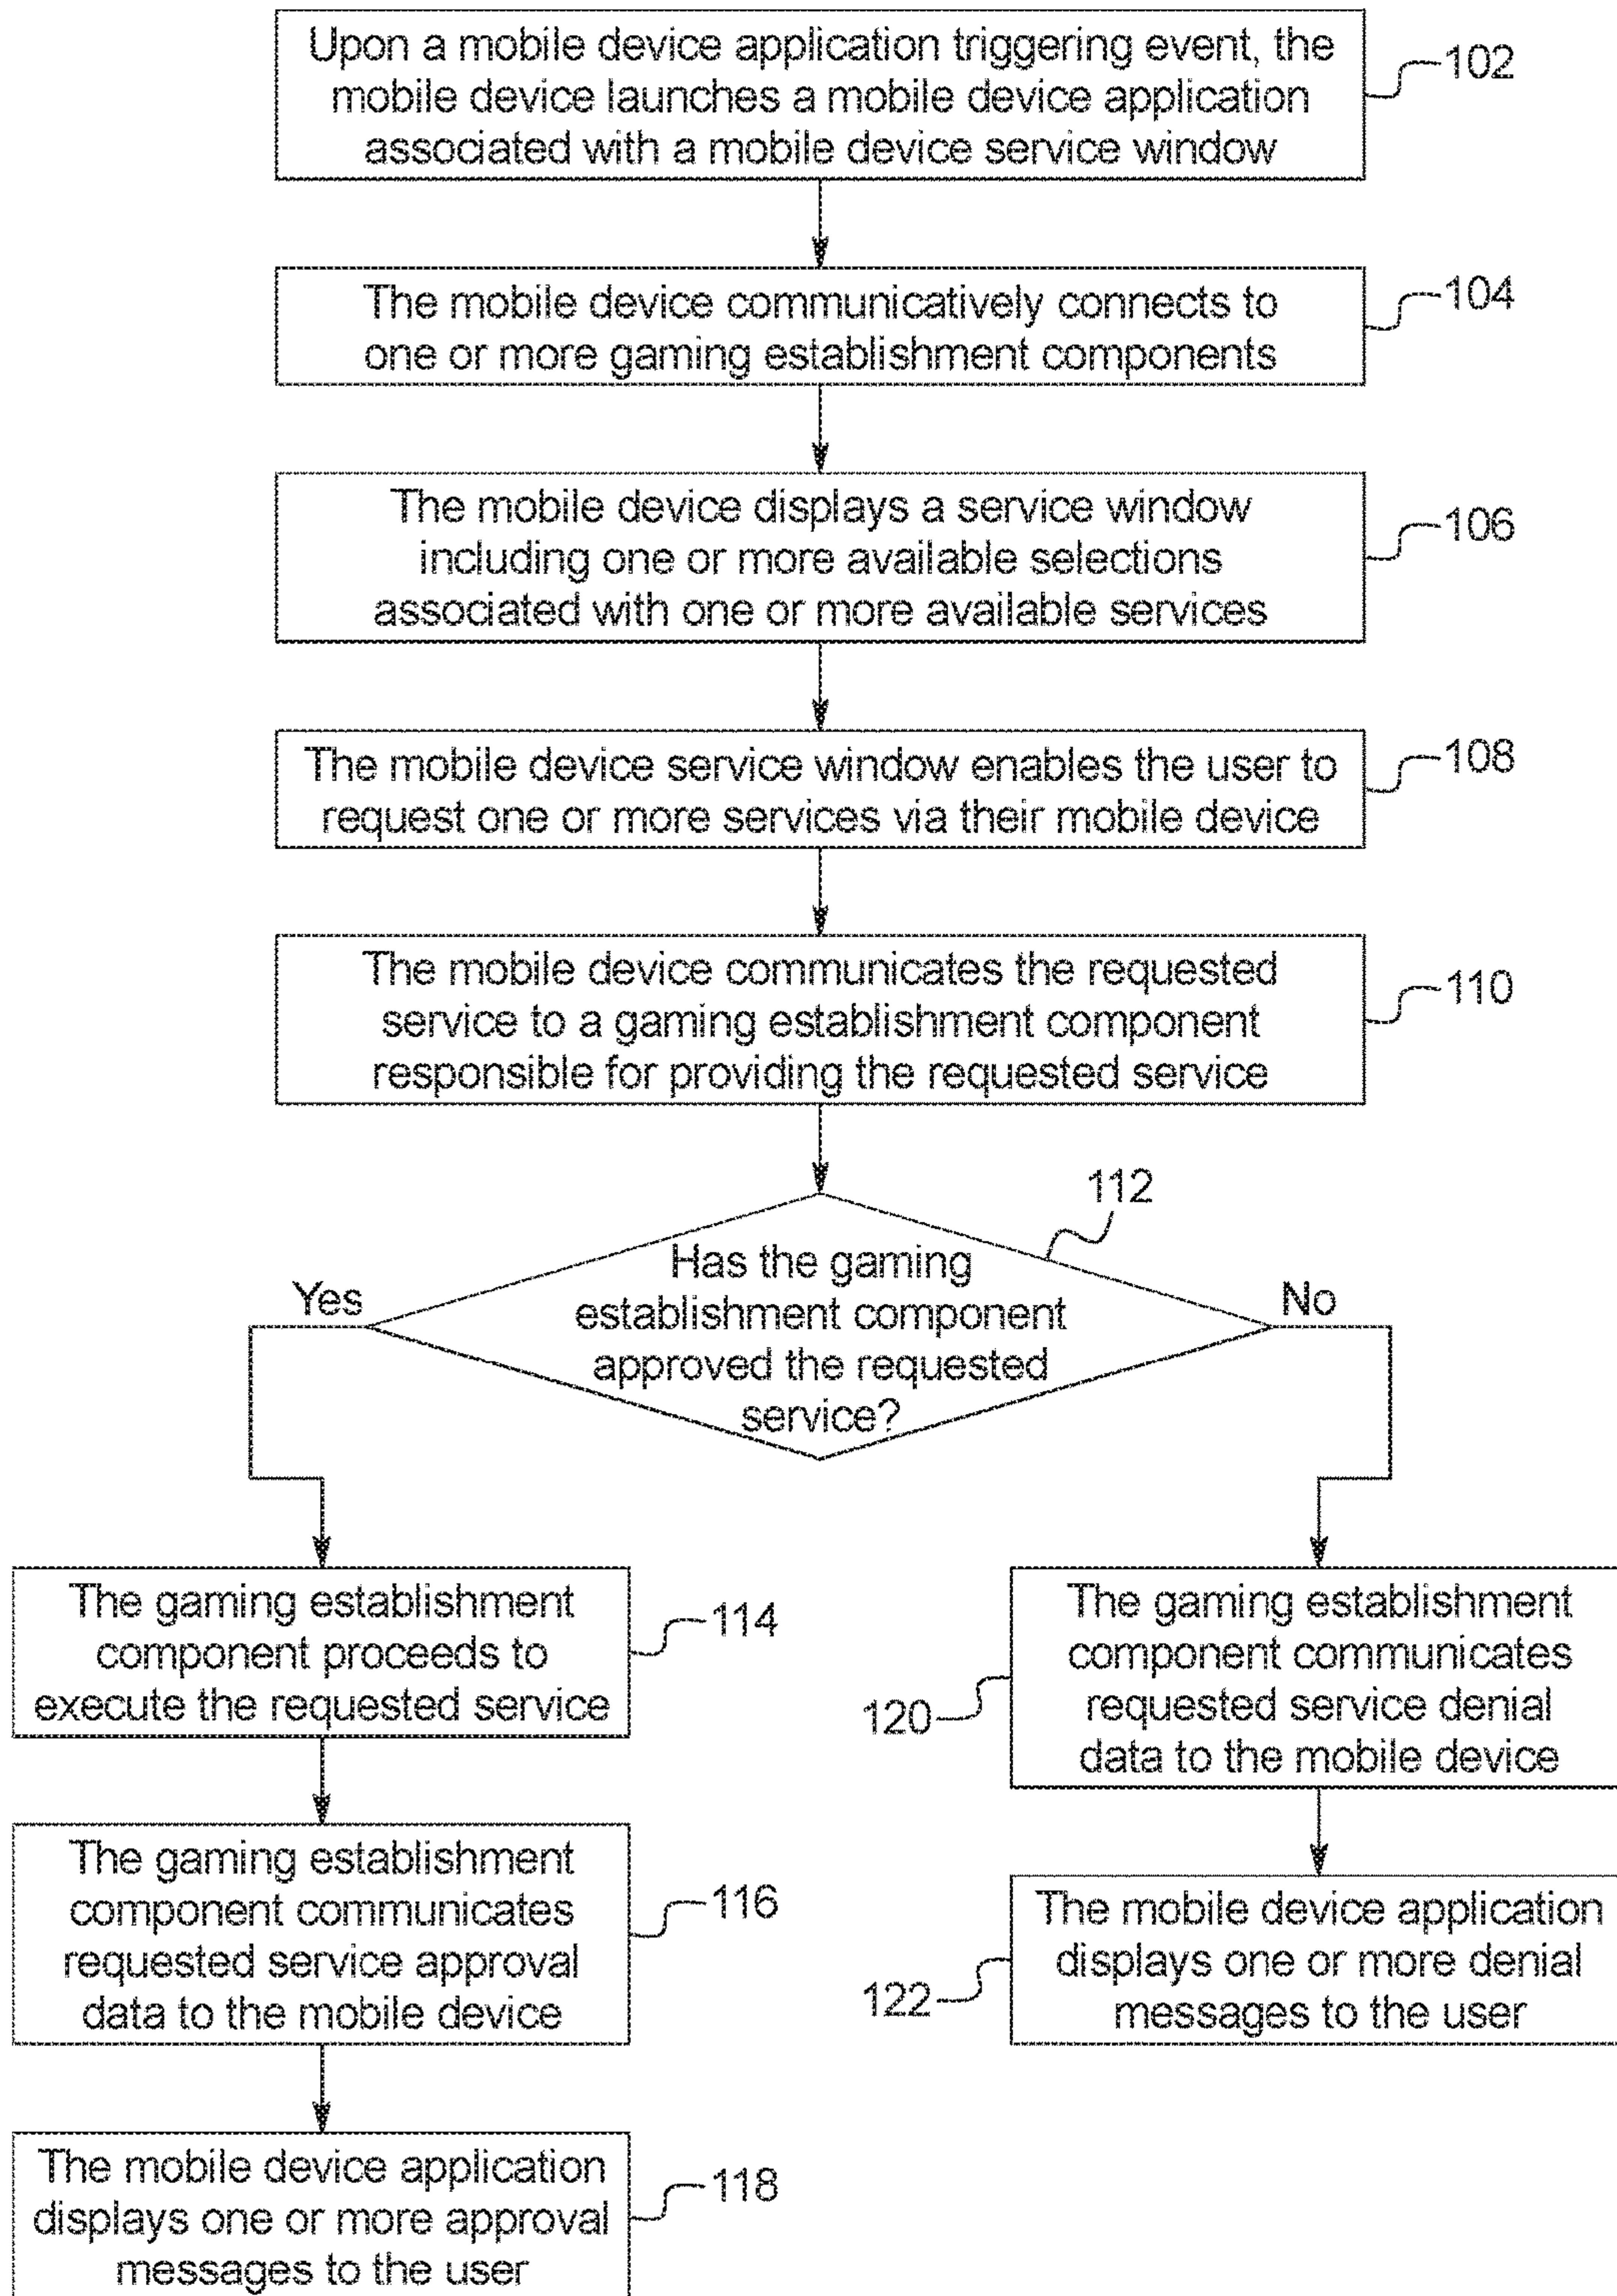 Upon a mobile device application triggering event, the
mobile device launches a mobile device application
associated with a mobile device service window
102
The mobile device communicatively connects to
one or more gaming establishment components
104
The mobile device displays a service window
including one or more available selections
associated with one or more available services
106
The mobile device service window enables the user to
request one or more services via their mobile device
108
The mobile device communicates the requested
service to a gaming establishment component
responsible for providing the requested service
110
112
Has the gaming
establishment component
approved the requested
service?
Yes
No
The gaming establishment
component proceeds to
execute the requested service
114
The gaming establishment
component communicates
requested service approval
data to the mobile device
116
The mobile device application
displays one or more approval
messages to the user
118
The gaming establishment
component communicates
requested service denial
data to the mobile device
120
The mobile device application
displays one or more denial
messages to the user
122